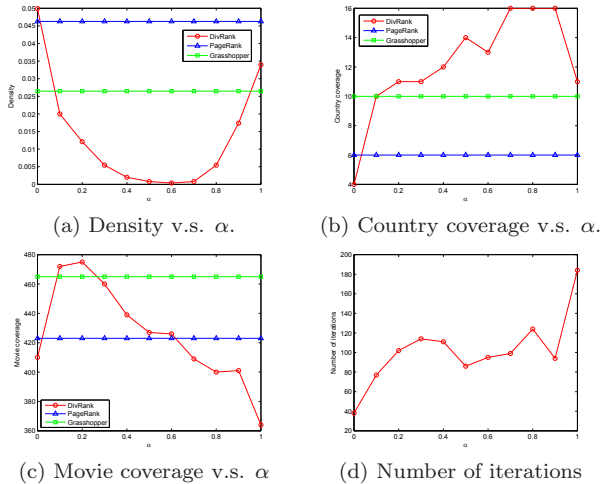 0.05
0.045
0.04
0.035
0.03
0.025
0.02
0.015
0.01
0.005
0
Density
0 0.2 0.4 0.6 0.8 1
α
DivRank
PageRank
Grasshopper
(a) Density v.s. α.
16
14
12
10
8
6
4
Country coverage
0 0.2 0.4 0.6 0.8 1
α
DivRank
PageRank
Grasshopper
(b) Country coverage v.s. α.
480
460
440
420
400
380
360
Movie coverage
0 0.2 0.4 0.6 0.8 1
α
DivRank
PageRank
Grasshopper
(c) Movie coverage v.s. α
200
180
160
140
120
100
80
60
40
20
Number of iterations
0 0.2 0.4 0.6 0.8 1
α
(d) Number of iterations